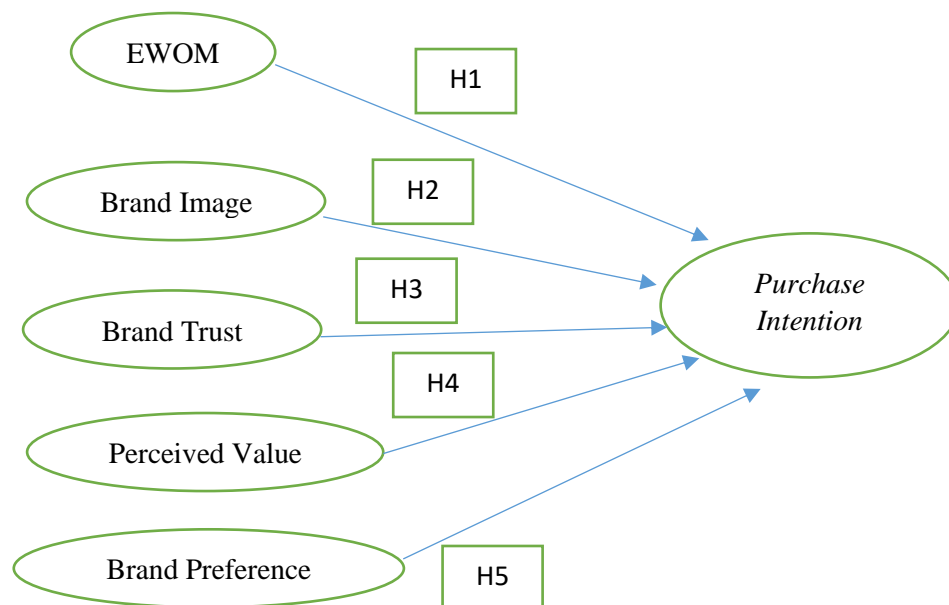 EWOM
H1
Brand Image
H2
Brand Trust
H3
Purchase
Intention
H4
Perceived Value
Brand Preference
H5